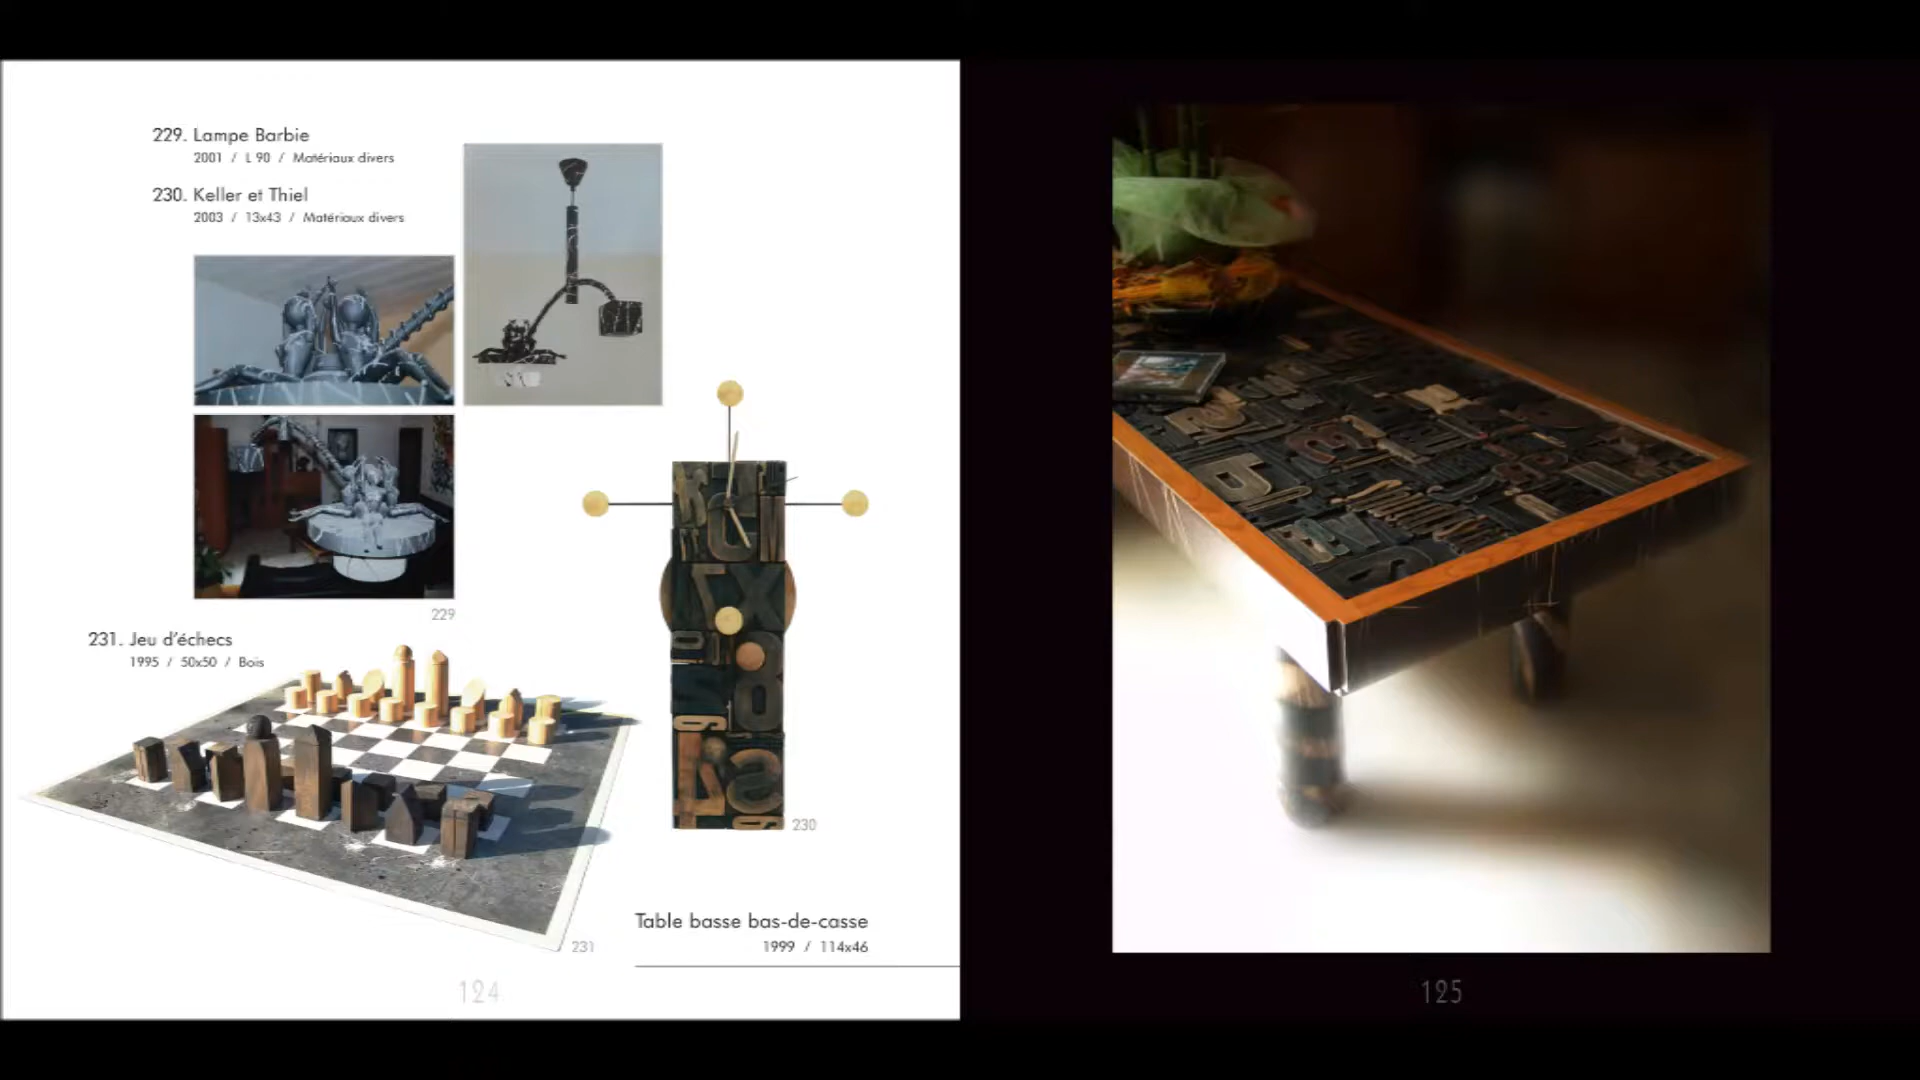 229. Lampe Barbie
2001 / L 90 / Matériaux divers
230. Keller et Thiel
2003 / 13x43 / Matériaux divers
229
231. Jeu d'échecs
1995 / 50x50 / Bois
230
231
Table basse bas-de-casse
1999 / 114x46
124
125